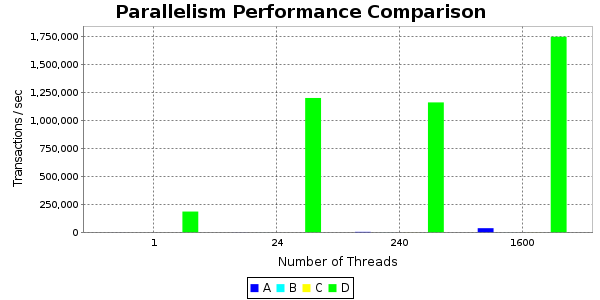 Parallelism Performance Comparison
Transactions / sec
1,750,000
1,500,000
1,250,000
1,000,000
750,000
500,000
250,000
0
1 24 240 1600
Number of Threads
A B C D